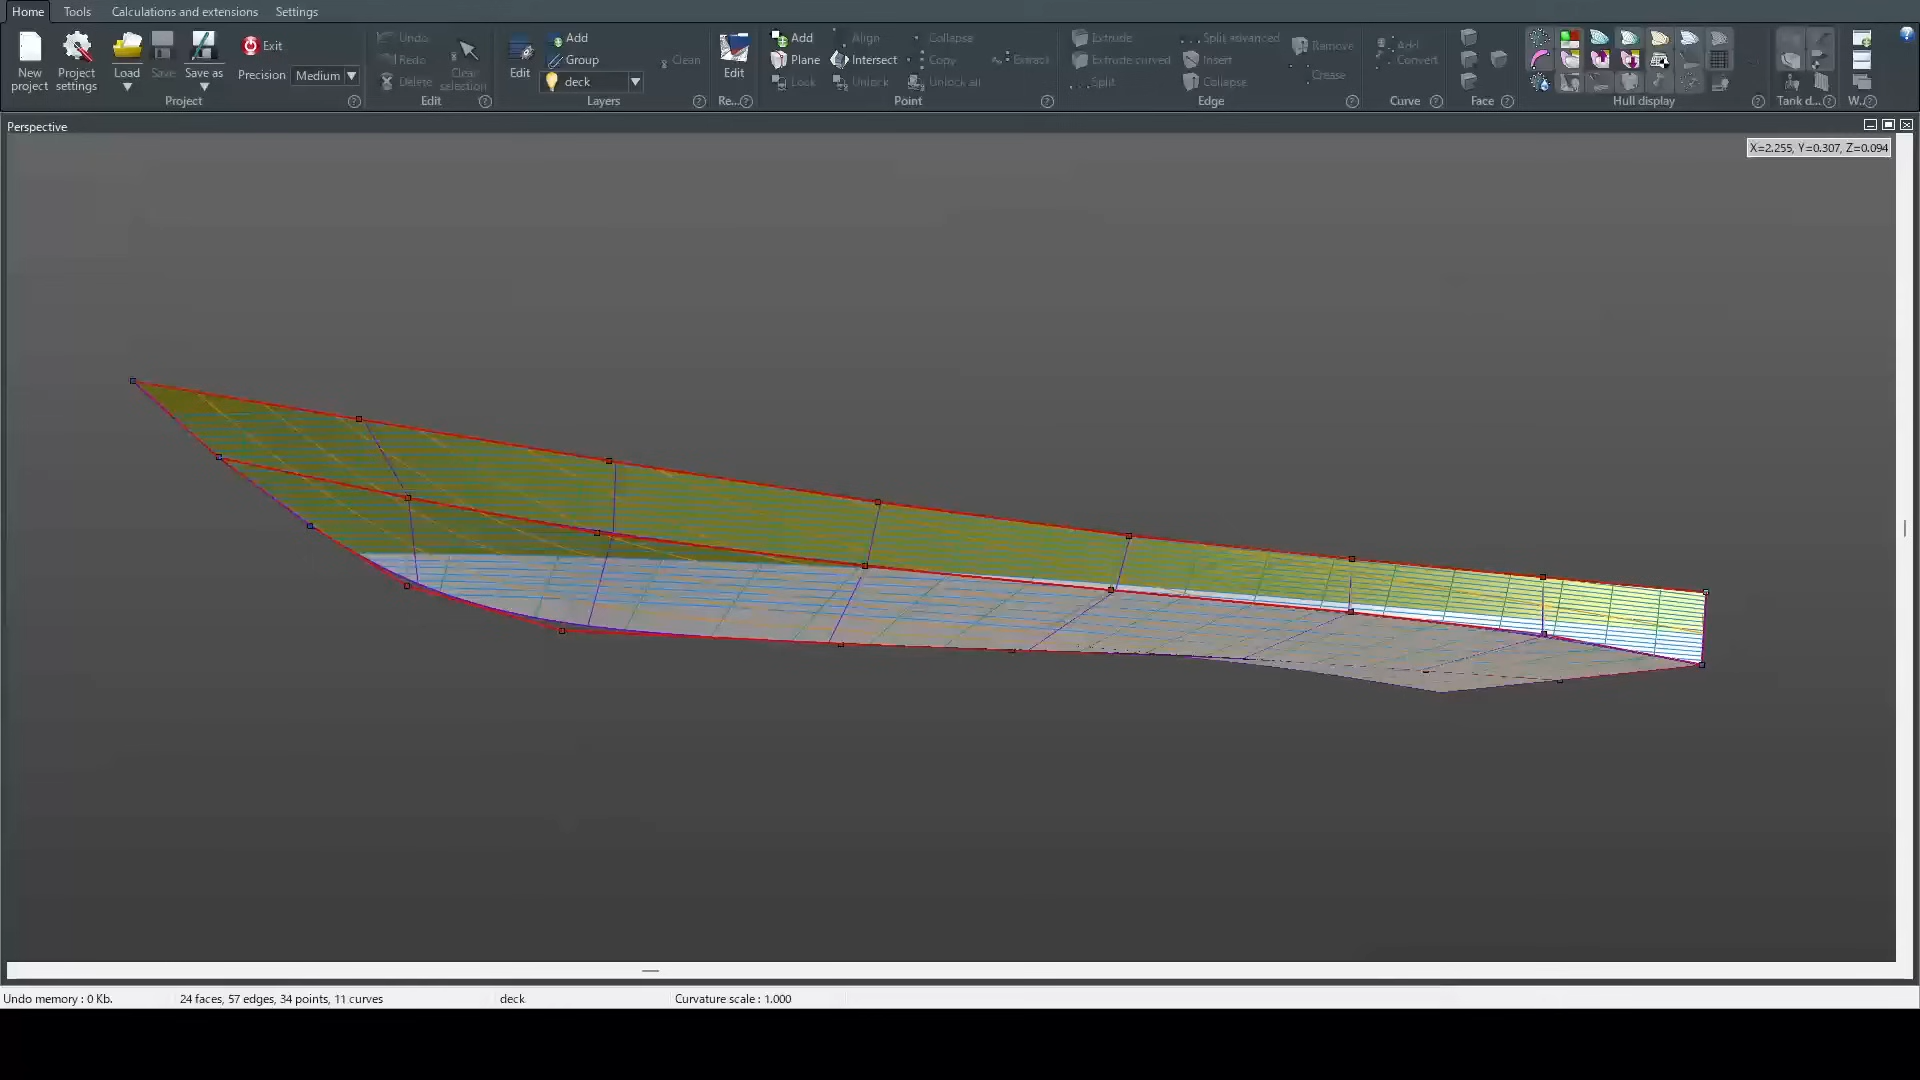 Home Tools Calculations and extensions Settings
New project
Project settings
Load
Save
Save as
Exit
Precision Medium
Project
Undo
Redo
Delete
Clear selection
Edit
Edit
Add
Group
deck
Clean
Layers
Edit
Re...
Add Align Collapse
Plane Intersect Copy Extract
Lock Unlock Unlock all
Point
Extrude Split advanced Remove
Extrude curved Insert Crease
Split Collapse
Edge
Add
Convert
Curve
Face
Hull display
Tank d...
W...
Perspective
X=2.255, Y=0.307, Z=0.094
Undo memory : 0 Kb. 24 faces, 57 edges, 34 points, 11 curves deck Curvature scale : 1.000